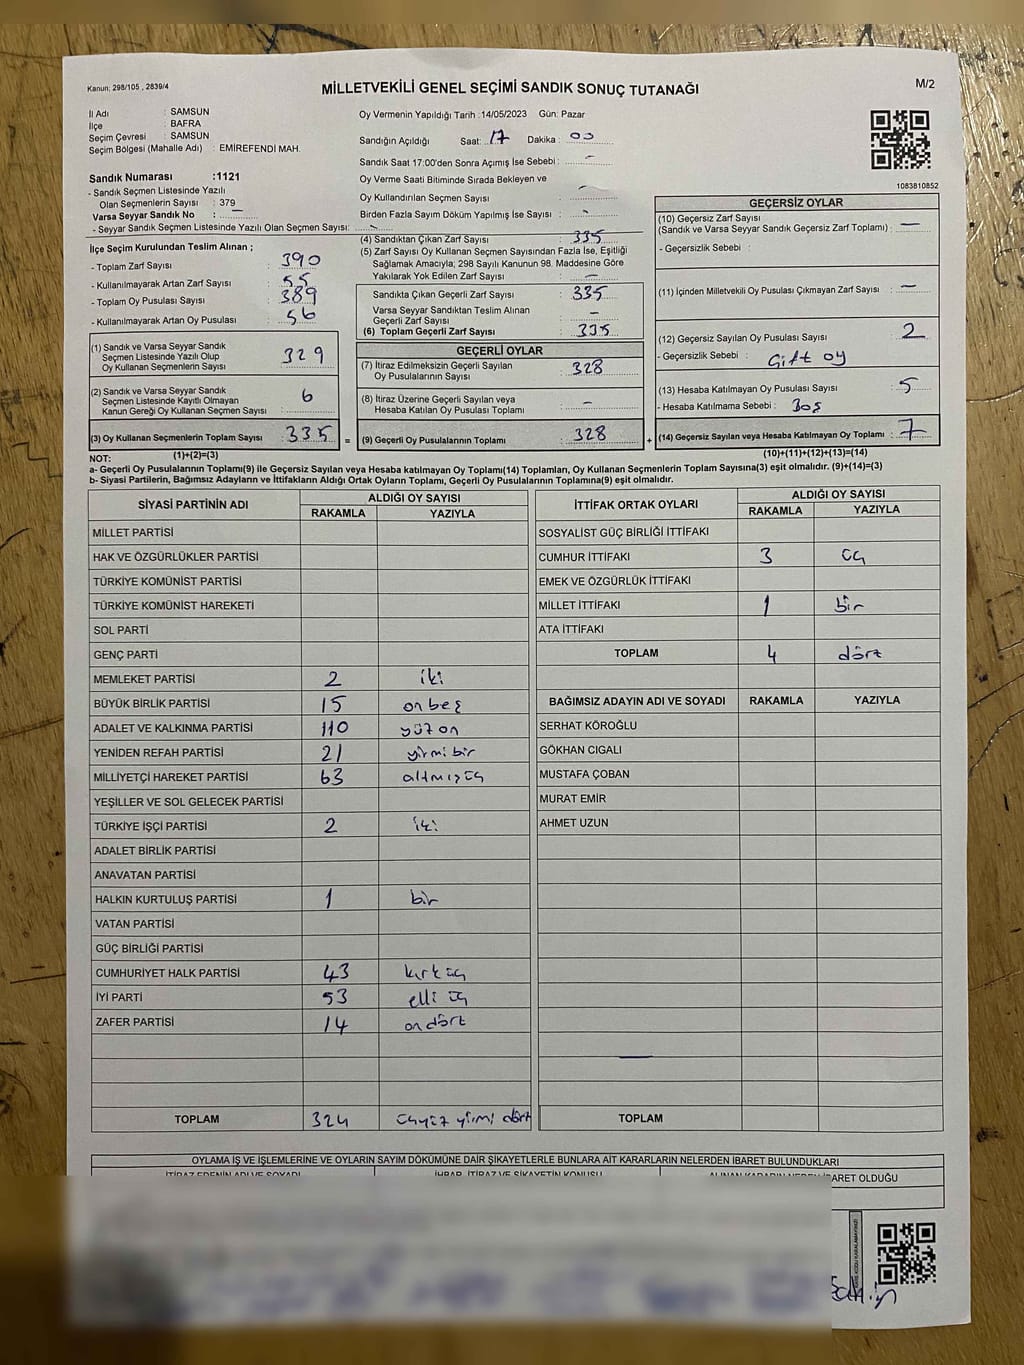 Kanun; 298/105 , 2839/4
MİLLETVEKİLİ GENEL SEÇİMİ SANDIK SONUÇ TUTANAĞI
M/2
İl Adı : SAMSUN
İlçe : BAFRA
Seçim Çevresi : SAMSUN
Seçim Bölgesi (Mahalle Adı) : EMİREFENDİ MAH.
Oy Vermenin Yapıldığı Tarih :14/05/2023 Gün: Pazar
Sandığın Açıldığı Saat: 17 Dakika : 00
Sandık Saat 17:00'den Sonra Açımış İse Sebebi : -
Oy Verme Saati Bitiminde Sırada Bekleyen ve
Oy Kullandırılan Seçmen Sayısı : -
Birden Fazla Sayım Döküm Yapılmış İse Sayısı : -
1083810852
Sandık Numarası :1121
- Sandık Seçmen Listesinde Yazılı
Olan Seçmenlerin Sayısı : 379
Varsa Seyyar Sandık No : -
- Seyyar Sandık Seçmen Listesinde Yazılı Olan Seçmen Sayısı: -
İlçe Seçim Kurulundan Teslim Alınan ;
- Toplam Zarf Sayısı : 390
- Kullanılmayarak Artan Zarf Sayısı : 55
- Toplam Oy Pusulası Sayısı : 389
- Kullanılmayarak Artan Oy Pusulası : 56
(1) Sandık ve Varsa Seyyar Sandık
Seçmen Listesinde Yazılı Olup
Oy Kullanan Seçmenlerin Sayısı : 329
(2) Sandık ve Varsa Seyyar Sandık
Seçmen Listesinde Kayıtlı Olmayan
Kanun Gereği Oy Kullanan Seçmen Sayısı : 6
(3) Oy Kullanan Seçmenlerin Toplam Sayısı : 335
(1)+(2)=(3)
(4) Sandıktan Çıkan Zarf Sayısı : 335
(5) Zarf Sayısı Oy Kullanan Seçmen Sayısından Fazla İse, Eşitliği
Sağlamak Amacıyla, 298 Sayılı Kanunun 98. Maddesine Göre
Yakılarak Yok Edilen Zarf Sayısı : -
Sandıkta Çıkan Geçerli Zarf Sayısı : 335
Varsa Seyyar Sandıktan Teslim Alınan
Geçerli Zarf Sayısı : -
(6) Toplam Geçerli Zarf Sayısı : 335
GEÇERLİ OYLAR
(7) İtiraz Edilmeksizin Geçerli Sayılan
Oy Pusulalarının Sayısı : 328
(8) İtiraz Üzerine Geçerli Sayılan veya
Hesaba Katılan Oy Pusulası Toplamı : -
= (9) Geçerli Oy Pusulalarının Toplamı : 328
GEÇERSİZ OYLAR
(10) Geçersiz Zarf Sayısı
(Sandık ve Varsa Seyyar Sandık Geçersiz Zarf Toplamı) : -
- Geçersizlik Sebebi :
(11) İçinden Milletvekili Oy Pusulası Çıkmayan Zarf Sayısı : -
(12) Geçersiz Sayılan Oy Pusulası Sayısı : 2
- Geçersizlik Sebebi : Çift oy
(13) Hesaba Katılmayan Oy Pusulası Sayısı : 5
- Hesaba Katılmama Sebebi : Boş
+ (14) Geçersiz Sayılan veya Hesaba Katılmayan Oy Toplamı : 7
(10)+(11)+(12)+(13)=(14)
NOT:
a- Geçerli Oy Pusulalarının Toplamı(9) ile Geçersiz Sayılan veya Hesaba katılmayan Oy Toplamı(14) Toplamları, Oy Kullanan Seçmenlerin Toplam Sayısına(3) eşit olmalıdır. (9)+(14)=(3)
b- Siyasi Partilerin, Bağımsız Adayların ve İttifakların Aldığı Ortak Oyların Toplamı, Geçerli Oy Pusulalarının Toplamına(9) eşit olmalıdır.
SİYASİ PARTİNİN ADI ALDIĞI OY SAYISI
RAKAMLA YAZIYLA
MİLLET PARTİSİ
HAK VE ÖZGÜRLÜKLER PARTİSİ
TÜRKİYE KOMÜNİST PARTİSİ
TÜRKİYE KOMÜNİST HAREKETİ
SOL PARTİ
GENÇ PARTİ
MEMLEKET PARTİSİ 2 iki
BÜYÜK BİRLİK PARTİSİ 15 onbeş
ADALET VE KALKINMA PARTİSİ 110 yüz on
YENİDEN REFAH PARTİSİ 21 yirmi bir
MİLLİYETÇİ HAREKET PARTİSİ 63 altmış üç
YEŞİLLER VE SOL GELECEK PARTİSİ
TÜRKİYE İŞÇİ PARTİSİ 2 iki
ADALET BİRLİK PARTİSİ
ANAVATAN PARTİSİ
HALKIN KURTULUŞ PARTİSİ 1 bir
VATAN PARTİSİ
GÜÇ BİRLİĞİ PARTİSİ
CUMHURİYET HALK PARTİSİ 43 kırk üç
İYİ PARTİ 53 elli üç
ZAFER PARTİSİ 14 on dört
TOPLAM 324 üçyüz yirmi dört
İTTİFAK ORTAK OYLARI ALDIĞI OY SAYISI
RAKAMLA YAZIYLA
SOSYALİST GÜÇ BİRLİĞİ İTTİFAKI
CUMHUR İTTİFAKI 3 üç
EMEK VE ÖZGÜRLÜK İTTİFAKI
MİLLET İTTİFAKI 1 bir
ATA İTTİFAKI
TOPLAM 4 dört
BAĞIMSIZ ADAYIN ADI VE SOYADI RAKAMLA YAZIYLA
SERHAT KÖROĞLU
GÖKHAN CIGALI
MUSTAFA ÇOBAN
MURAT EMİR
AHMET UZUN
TOPLAM
OYLAMA İŞ VE İŞLEMLERİNE VE OYLARIN SAYIM DÖKÜMÜNE DAİR ŞİKAYETLERLE BUNLARA AİT KARARLARIN NELERDEN İBARET BULUNDUKLARI
İTİRAZ EDENİN ADI VE SOYADI İHBAR, İTİRAZ VE ŞİKAYETİN KONUSU ALINAN KARARIN NEDEN İBARET OLDUĞU